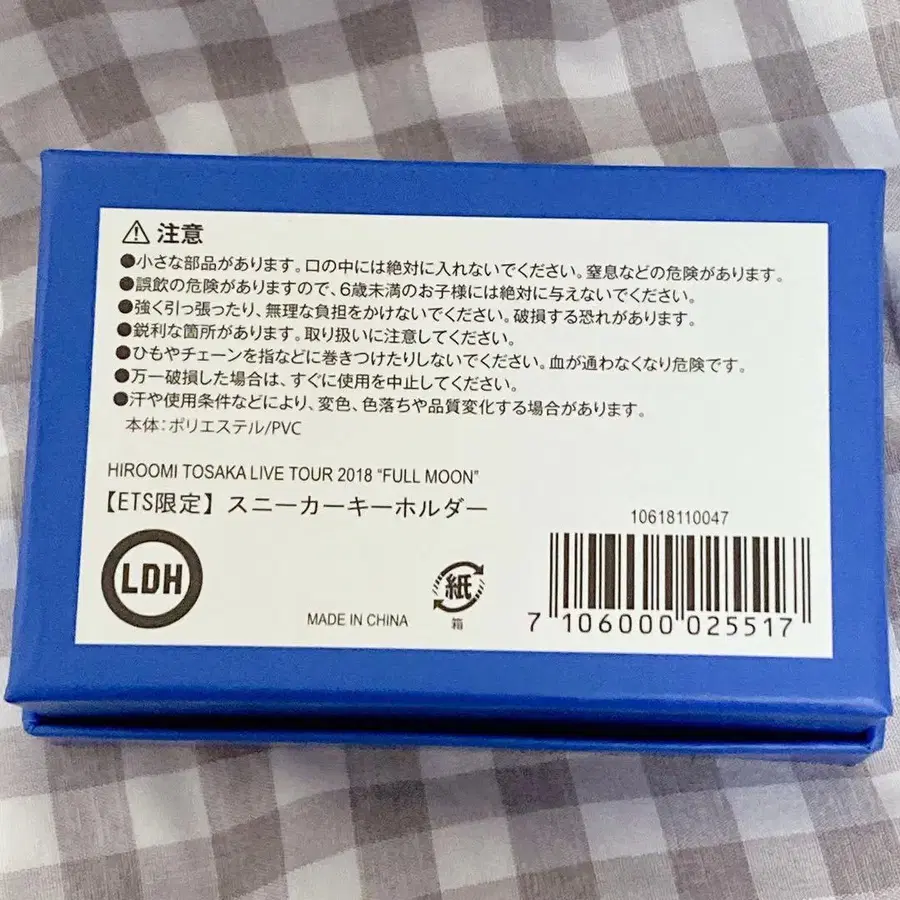 ⚠ 注意
●小さな部品があります。口の中には絶対に入れないでください。窒息などの危険があります。
●誤飲の危険がありますので、6歳未満のお子様には絶対に与えないでください。
●強く引っ張ったり、無理な負担をかけないでください。破損する恐れがあります。
●鋭利な箇所があります。取り扱いに注意してください。
●ひもやチェーンを指などに巻きつけたりしないでください。血が通わなくなり危険です。
●万一破損した場合は、すぐに使用を中止してください。
●汗や使用条件などにより、変色、色落ちや品質変化する場合があります。
本体：ポリエステル/PVC
HIROOMI TOSAKA LIVE TOUR 2018 "FULL MOON"
【ETS限定】スニーカーキーホルダー
10618110047
LDH
紙
箱
MADE IN CHINA
7 106000 025517